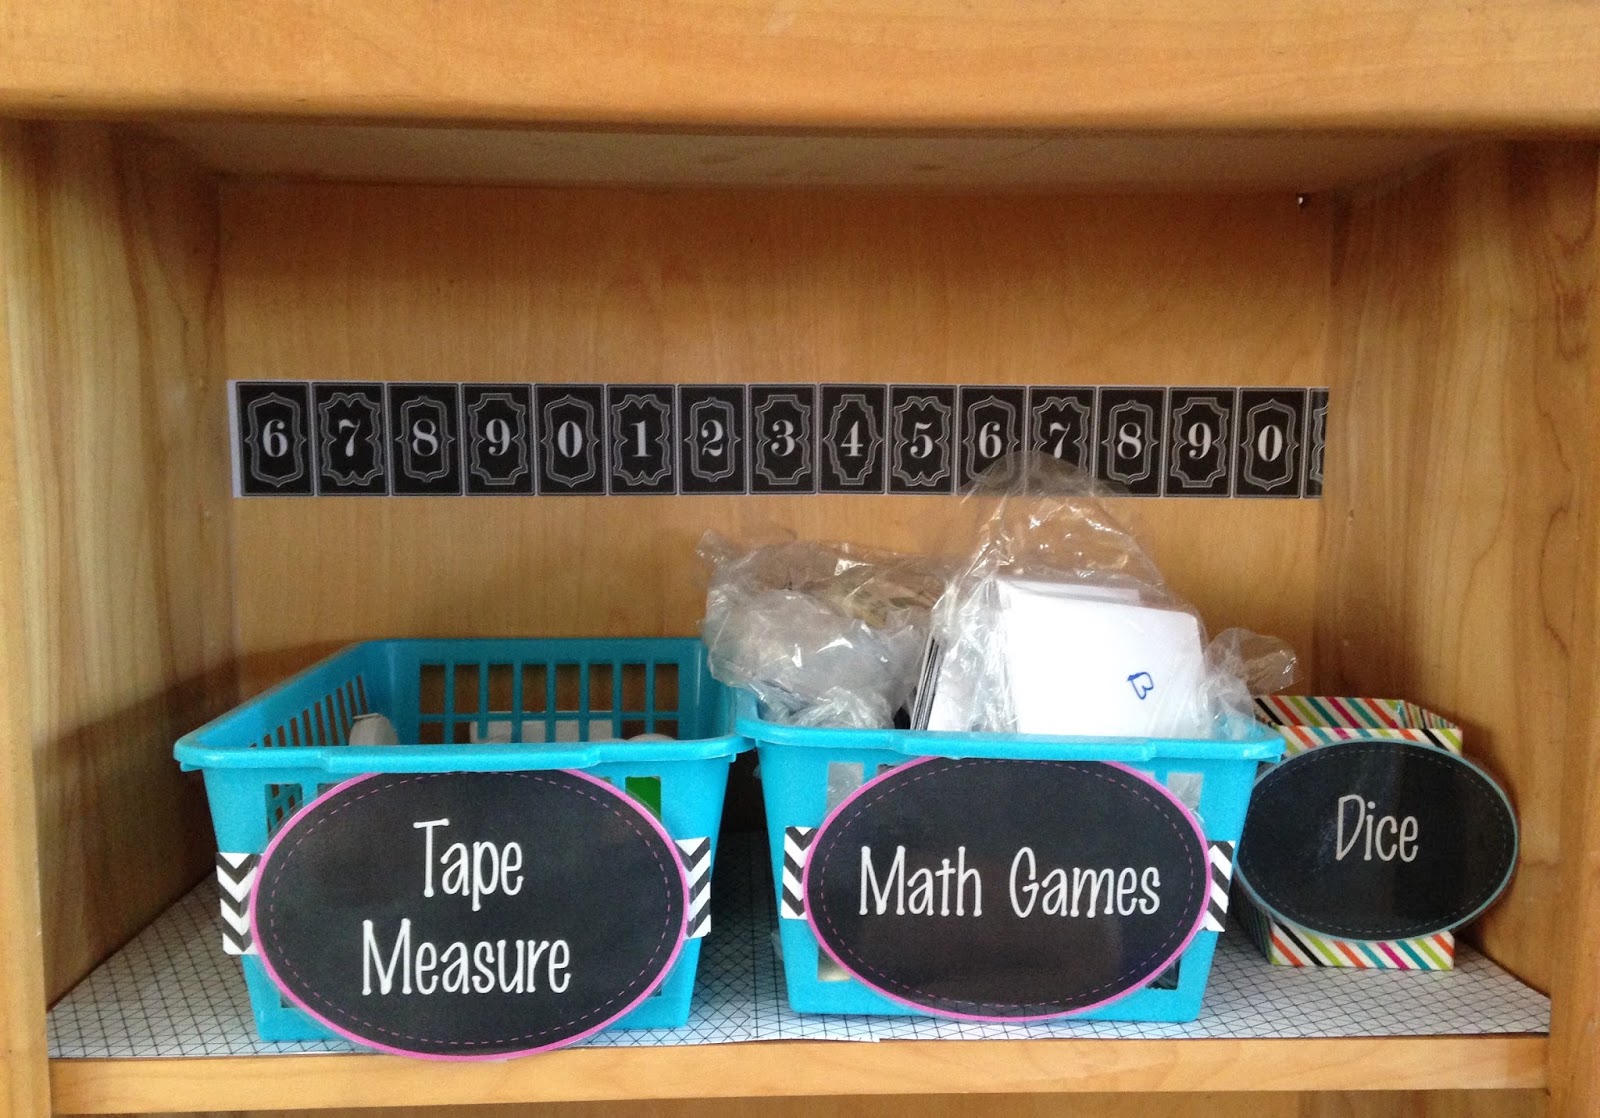 6 7 8 9 0 1 2 3 4 5 6 7 8 9 0
B
Tape
Measure
Math Games
Dice